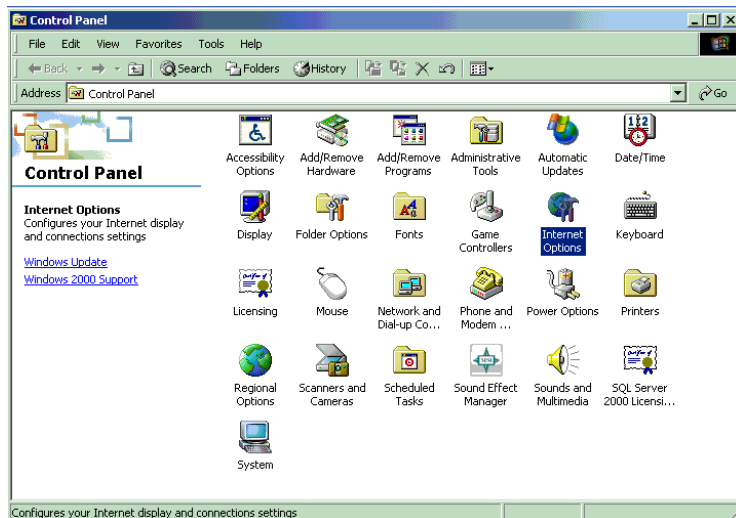 Control Panel
File Edit View Favorites Tools Help
Back Search Folders History
Address Control Panel Go
Control Panel
Internet Options
Configures your Internet display
and connections settings
Windows Update
Windows 2000 Support
Accessibility
Options
Add/Remove
Hardware
Add/Remove
Programs
Administrative
Tools
Automatic
Updates
Date/Time
Display
Folder Options
Fonts
Game
Controllers
Internet
Options
Keyboard
Licensing
Mouse
Network and
Dial-up Co...
Phone and
Modem ...
Power Options
Printers
Regional
Options
Scanners and
Cameras
Scheduled
Tasks
Sound Effect
Manager
Sounds and
Multimedia
SQL Server
2000 Licensi...
System
Configures your Internet display and connections settings